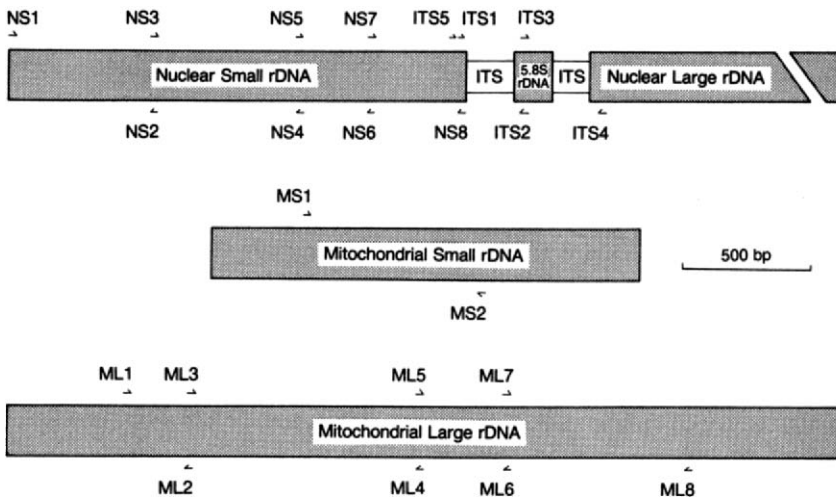 NS1 NS3 NS5 NS7 ITS5 ITS1 ITS3
Nuclear Small rDNA ITS 5.8S rDNA ITS Nuclear Large rDNA
NS2 NS4 NS6 NS8 ITS2 ITS4
MS1
Mitochondrial Small rDNA
500 bp
MS2
ML1 ML3 ML5 ML7
Mitochondrial Large rDNA
ML2 ML4 ML6 ML8